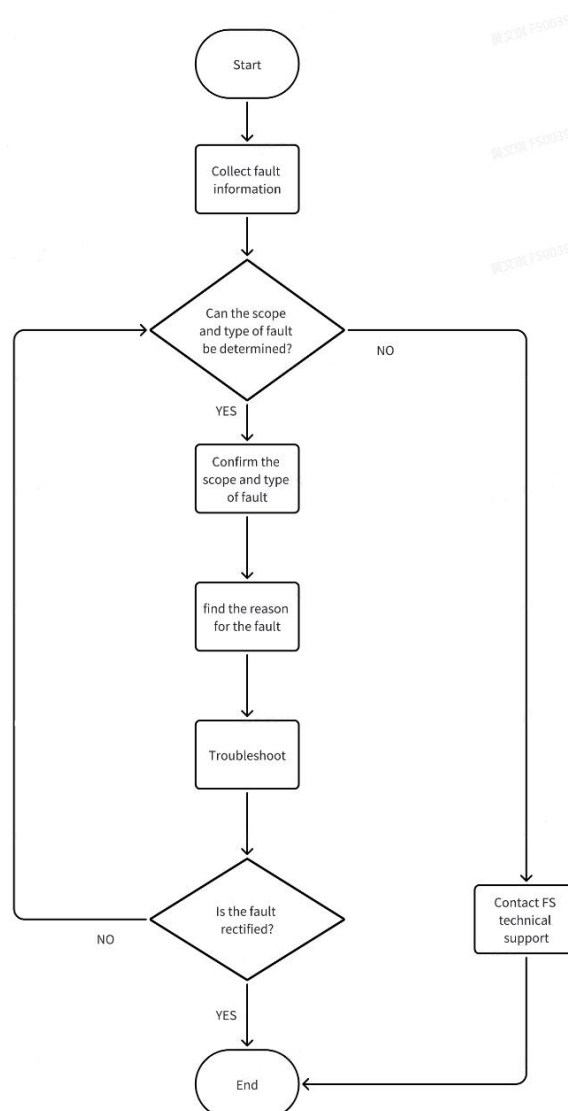 Start
Collect fault
information
Can the scope
and type of fault
be determined?
NO
YES
Confirm the
scope and type
of fault
find the reason
for the fault
Troubleshoot
Is the fault
rectified?
Contact FS
technical
support
NO
YES
End